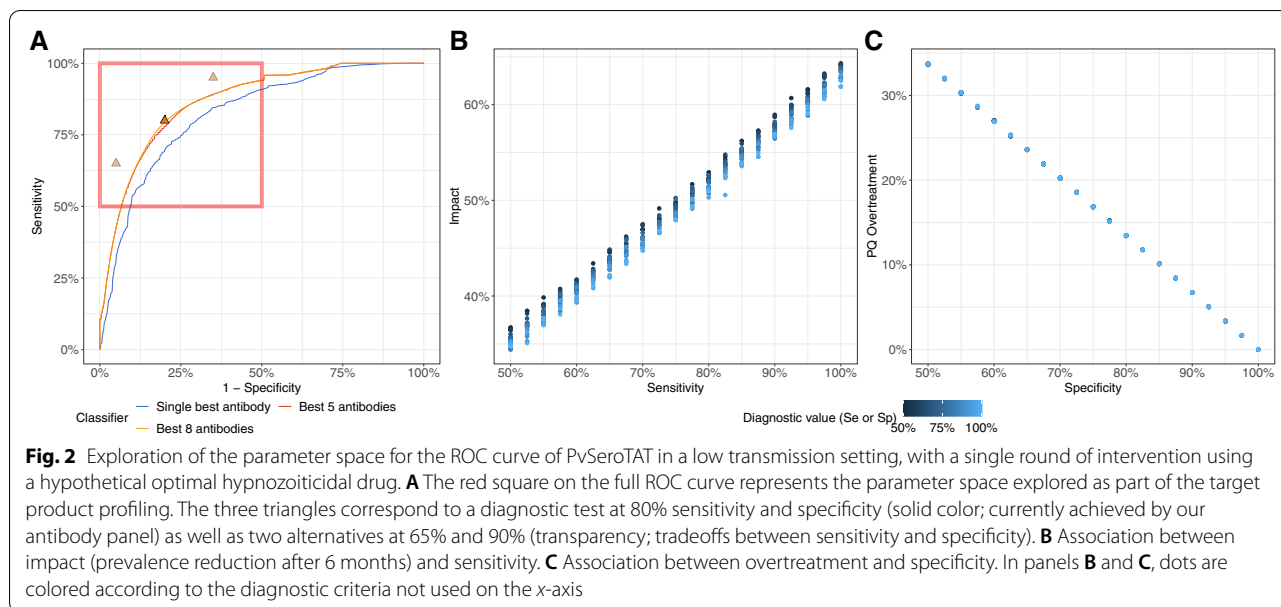 A
100%
75%
50%
25%
0%
Sensitivity
0%
25%
50%
75%
100%
1 − Specificity
Classifier
Single best antibody
Best 5 antibodies
Best 8 antibodies
B
60%
50%
40%
Impact
50%
60%
70%
80%
90%
100%
Sensitivity
C
30%
20%
10%
0%
PQ Overtreatment
50%
60%
70%
80%
90%
100%
Specificity
Diagnostic value (Se or Sp)
50%
75%
100%
Fig. 2 Exploration of the parameter space for the ROC curve of PvSeroTAT in a low transmission setting, with a single round of intervention using
a hypothetical optimal hypnozoiticidal drug. A The red square on the full ROC curve represents the parameter space explored as part of the target
product profiling. The three triangles correspond to a diagnostic test at 80% sensitivity and specificity (solid color; currently achieved by our
antibody panel) as well as two alternatives at 65% and 90% (transparency; tradeoffs between sensitivity and specificity). B Association between
impact (prevalence reduction after 6 months) and sensitivity. C Association between overtreatment and specificity. In panels B and C, dots are
colored according to the diagnostic criteria not used on the x-axis